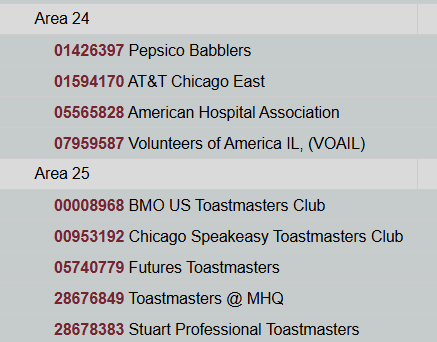 Area 24
01426397 Pepsico Babblers
01594170 AT&T Chicago East
05565828 American Hospital Association
07959587 Volunteers of America IL, (VOAIL)
Area 25
00008968 BMO US Toastmasters Club
00953192 Chicago Speakeasy Toastmasters Club
05740779 Futures Toastmasters
28676849 Toastmasters @ MHQ
28678383 Stuart Professional Toastmasters